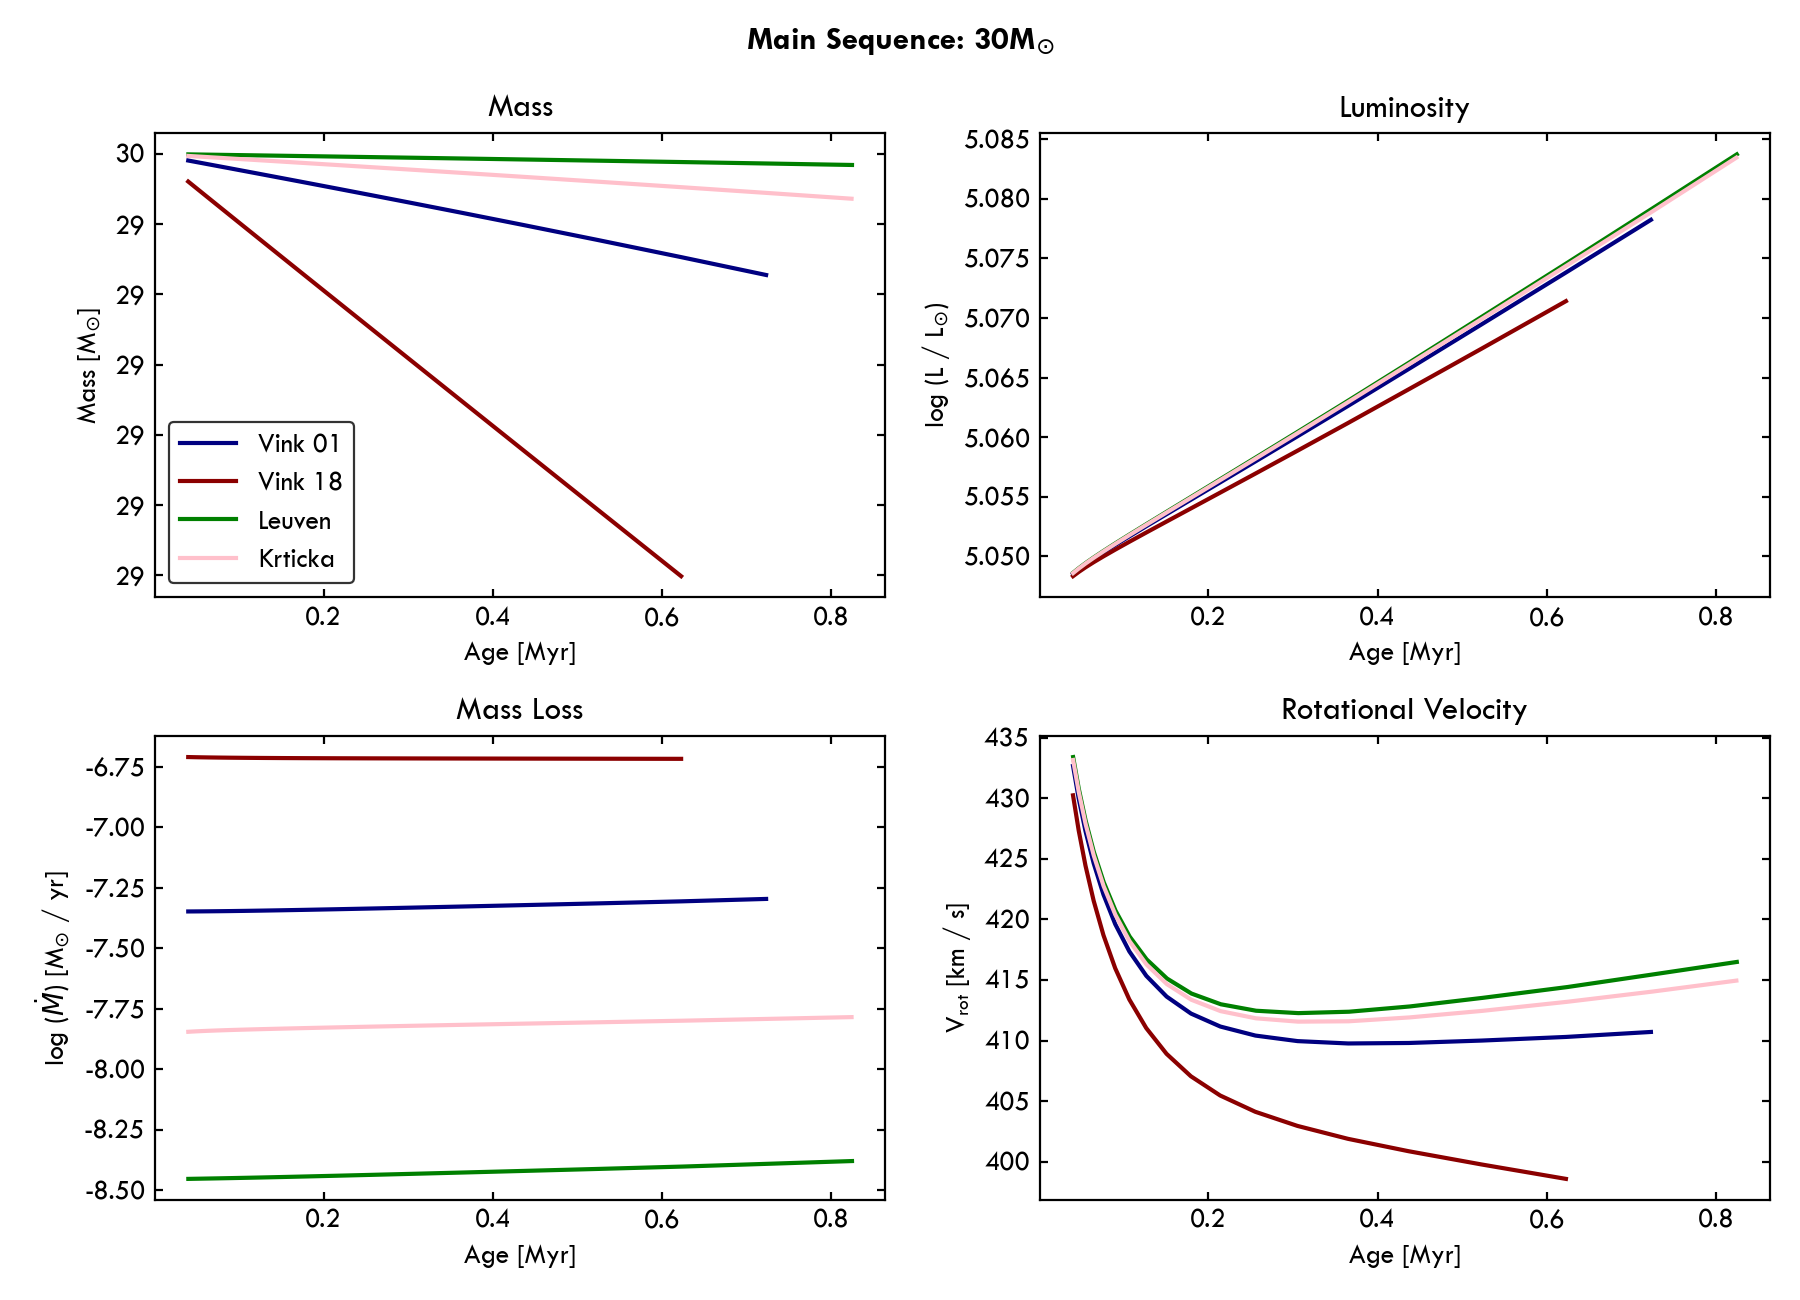 Main Sequence: 30M⊙
Mass
30
29
29
29
29
29
29
Mass [M⊙]
Vink 01
Vink 18
Leuven
Krticka
0.2 0.4 0.6 0.8
Age [Myr]
Luminosity
5.085
5.080
5.075
5.070
5.065
5.060
5.055
5.050
log (L / L⊙)
0.2 0.4 0.6 0.8
Age [Myr]
Mass Loss
-6.75
-7.00
-7.25
-7.50
-7.75
-8.00
-8.25
-8.50
log (Ṁ) [M⊙ / yr]
0.2 0.4 0.6 0.8
Age [Myr]
Rotational Velocity
435
430
425
420
415
410
405
400
Vrot [km / s]
0.2 0.4 0.6 0.8
Age [Myr]